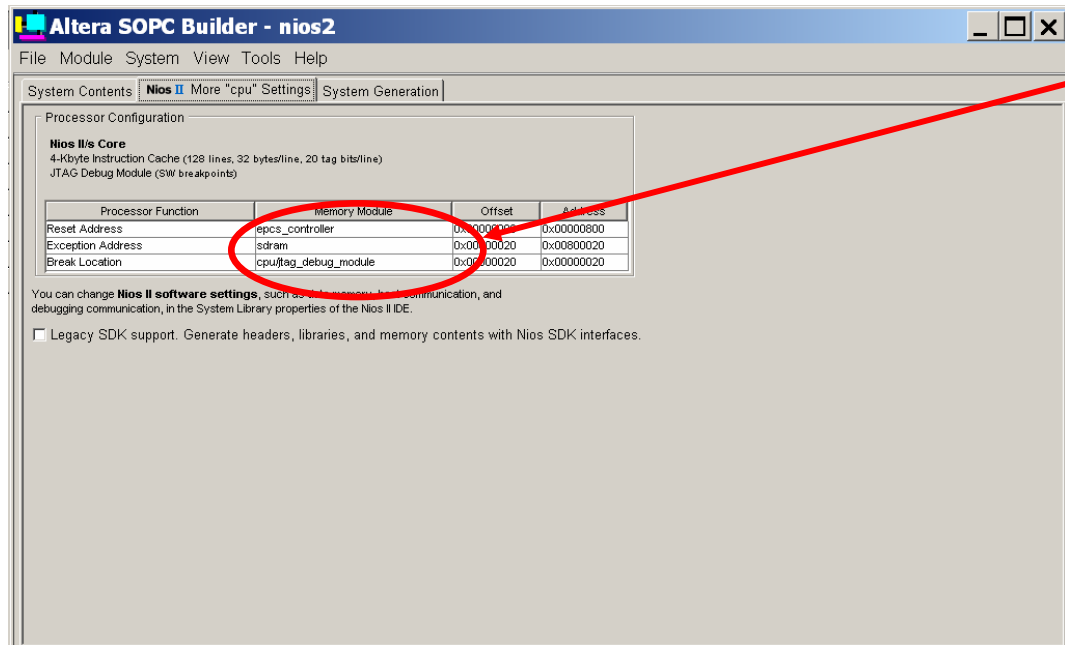 Altera SOPC Builder - nios2
File Module System View Tools Help
System Contents Nios II More "cpu" Settings System Generation
Processor Configuration
Nios II/s Core
4-Kbyte Instruction Cache (128 lines, 32 bytes/line, 20 tag bits/line)
JTAG Debug Module (SW breakpoints)
Processor Function Memory Module Offset Address
Reset Address epcs_controller 0x00000000 0x00000800
Exception Address sdram 0x00000020 0x00800020
Break Location cpu/jtag_debug_module 0x00000020 0x00000020
You can change Nios II software settings, such as data memory, host communication, and
debugging communication, in the System Library properties of the Nios II IDE.
Legacy SDK support. Generate headers, libraries, and memory contents with Nios SDK interfaces.